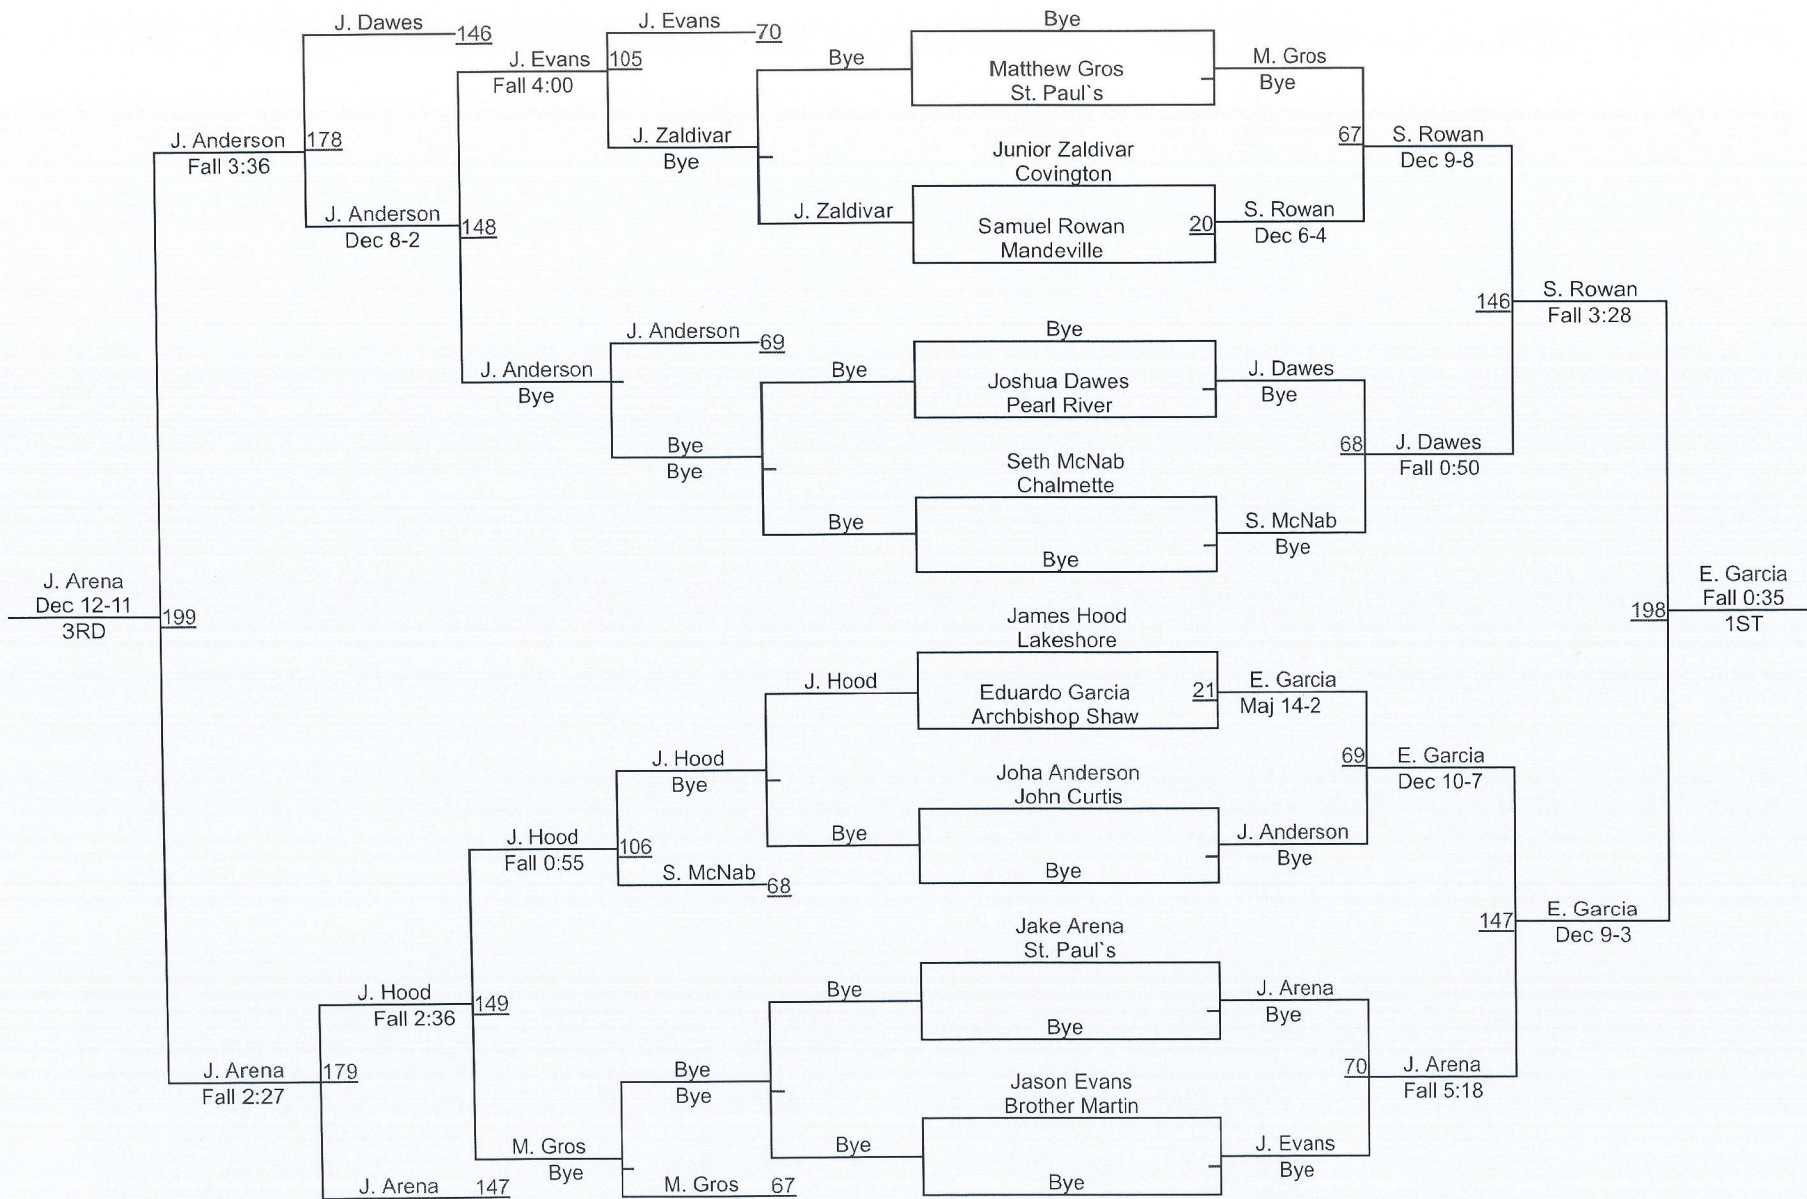 J. Dawes
146
J. Evans
Fall 4:00
105
J. Evans
70
J. Anderson
Fall 3:36
178
J. Anderson
Dec 8-2
148
J. Zaldivar
Bye
J. Anderson
Bye
J. Anderson
69
Bye
Bye
J. Arena
Dec 12-11
3RD
199
J. Hood
Bye
J. Hood
Fall 0:55
106
S. McNab
68
J. Hood
Fall 2:36
149
J. Arena
Fall 2:27
179
Bye
Bye
M. Gros
Bye
M. Gros
67
J. Arena
147
Bye
J. Zaldivar
Bye
Bye
J. Hood
Bye
Bye
Bye
Bye
Matthew Gros
St. Paul`s
Junior Zaldivar
Covington
Samuel Rowan
Mandeville
20
Bye
Joshua Dawes
Pearl River
Seth McNab
Chalmette
Bye
James Hood
Lakeshore
Eduardo Garcia
Archbishop Shaw
21
Joha Anderson
John Curtis
Bye
Jake Arena
St. Paul`s
Bye
Jason Evans
Brother Martin
Bye
M. Gros
Bye
67
S. Rowan
Dec 6-4
S. Rowan
Dec 9-8
J. Dawes
Bye
68
S. McNab
Bye
J. Dawes
Fall 0:50
146
S. Rowan
Fall 3:28
E. Garcia
Maj 14-2
69
J. Anderson
Bye
E. Garcia
Dec 10-7
J. Arena
Bye
70
J. Evans
Bye
J. Arena
Fall 5:18
147
E. Garcia
Dec 9-3
198
E. Garcia
Fall 0:35
1ST